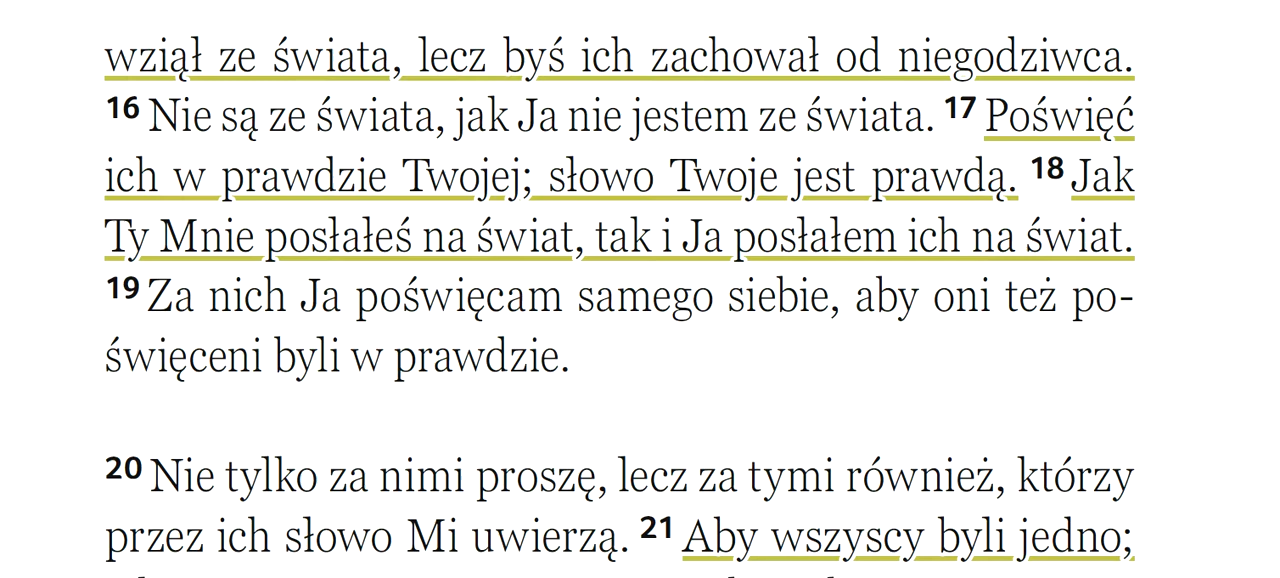 wziął ze świata, lecz byś ich zachował od niegodziwca.
16 Nie są ze świata, jak Ja nie jestem ze świata. 17 Poświęć
ich w prawdzie Twojej; słowo Twoje jest prawdą. 18 Jak
Ty Mnie posłałeś na świat, tak i Ja posłałem ich na świat.
19 Za nich Ja poświęcam samego siebie, aby oni też po-
święceni byli w prawdzie.
20 Nie tylko za nimi proszę, lecz za tymi również, którzy
przez ich słowo Mi uwierzą. 21 Aby wszyscy byli jedno;